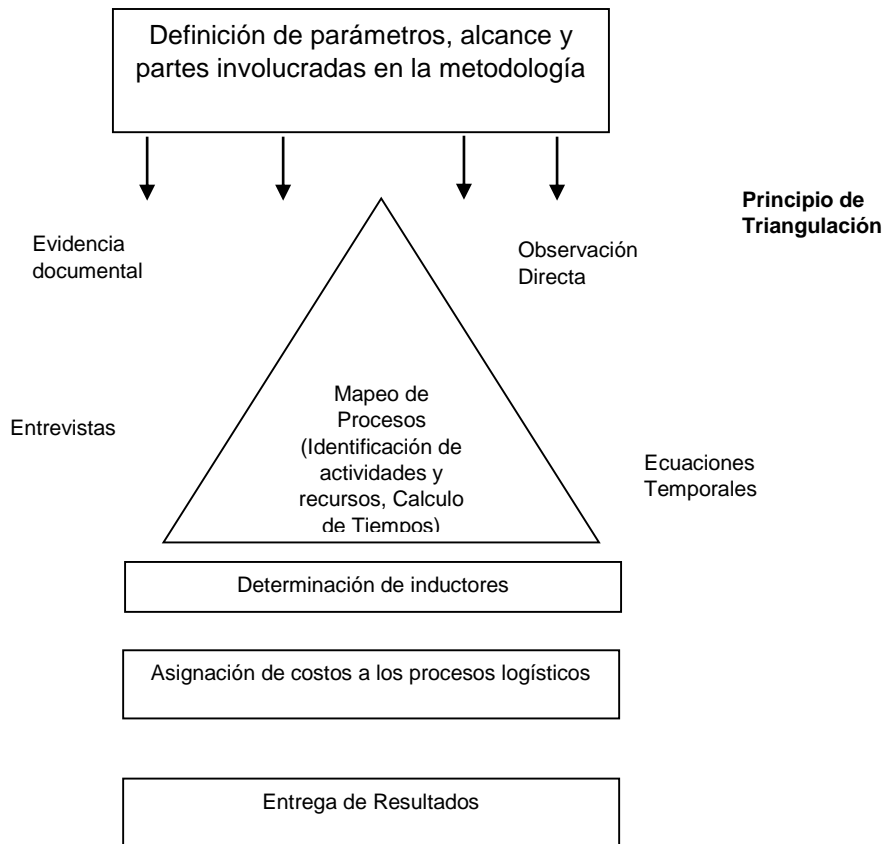 Definición de parámetros, alcance y
partes involucradas en la metodología
Principio de
Triangulación
Evidencia
documental
Observación
Directa
Mapeo de
Procesos
(Identificación de
actividades y
recursos, Calculo
de Tiempos)
Entrevistas
Ecuaciones
Temporales
Determinación de inductores
Asignación de costos a los procesos logísticos
Entrega de Resultados